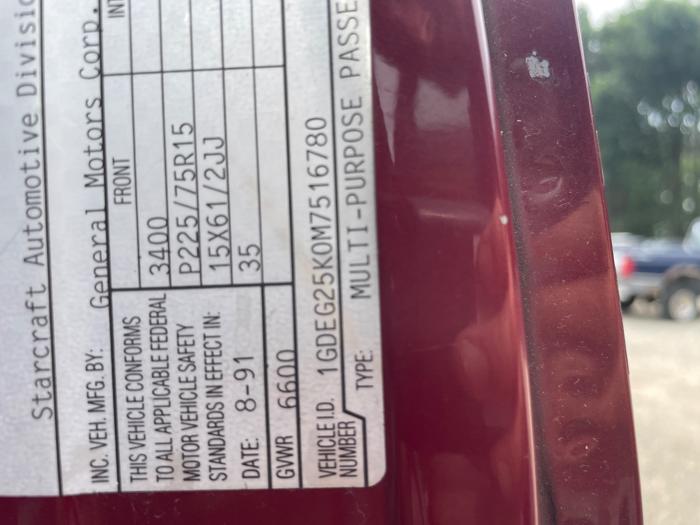 Starcraft Automotive Divisio
INC. VEH. MFG. BY: General Motors Corp.
FRONT INT
THIS VEHICLE CONFORMS
TO ALL APPLICABLE FEDERAL
MOTOR VEHICLE SAFETY
STANDARDS IN EFFECT IN:
3400
P225/75R15
15X61/2JJ
35
DATE: 8-91
GVWR 6600
VEHICLE I.D.
NUMBER
1GDEG25K0M7516780
TYPE: MULTI-PURPOSE PASSE